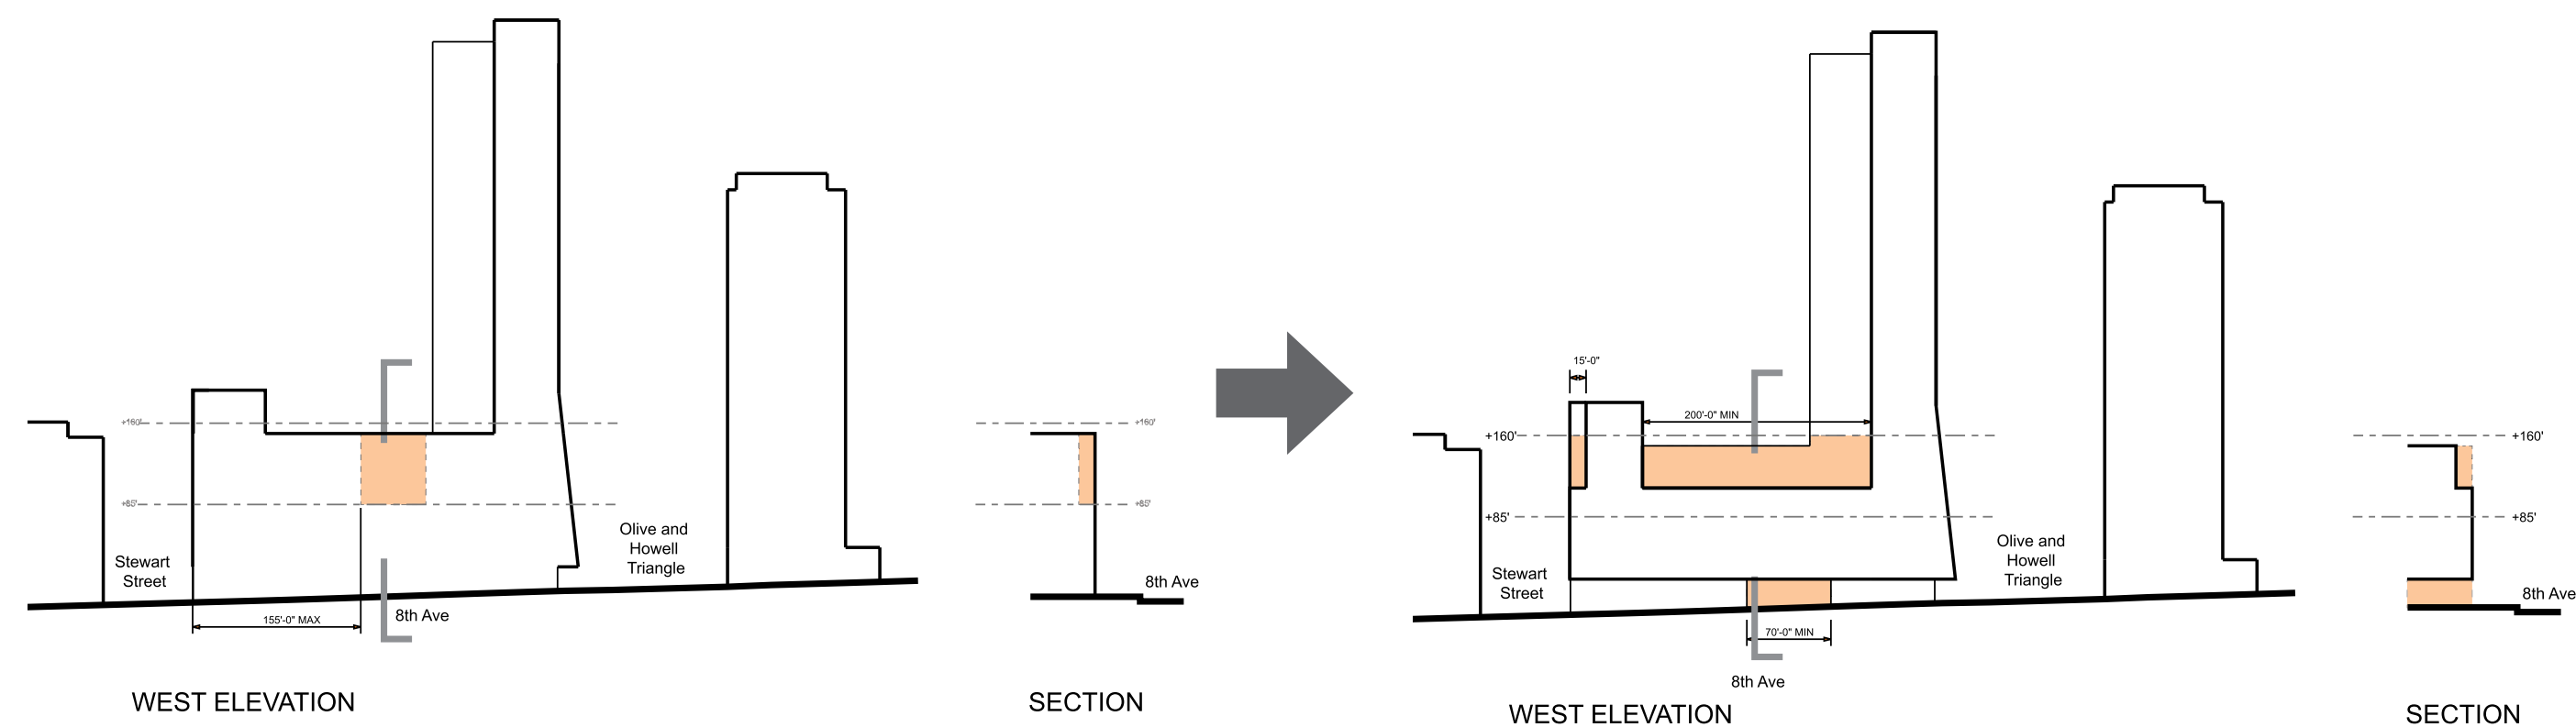 +160'
+85'
Stewart
Street
155'-0" MAX
8th Ave
Olive and
Howell
Triangle
WEST ELEVATION
+160'
+85'
8th Ave
SECTION
15'-0"
200'-0" MIN
+160'
+85'
Stewart
Street
70'-0" MIN
8th Ave
Olive and
Howell
Triangle
WEST ELEVATION
+160'
+85'
8th Ave
SECTION